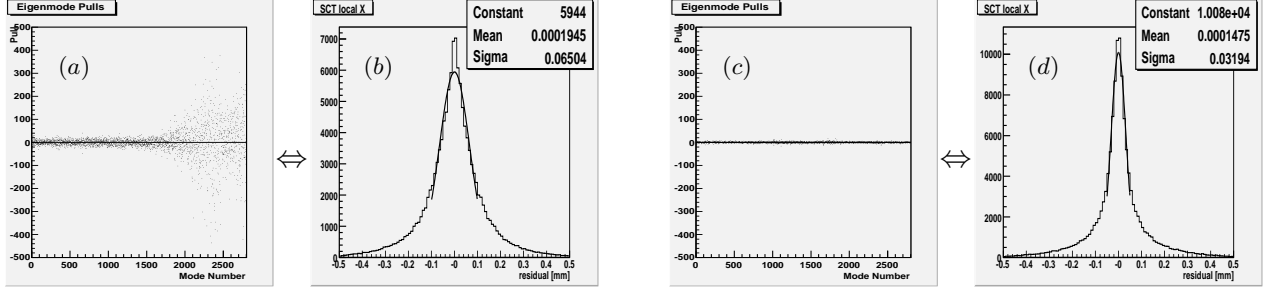 Eigenmode Pulls
Pull
500
400
300
200
100
0
-100
-200
-300
-400
-500
0 500 1000 1500 2000 2500
Mode Number
(a)
⇔
SCT local X
Constant 5944
Mean 0.0001945
Sigma 0.06504
(b)
7000
6000
5000
4000
3000
2000
1000
0
-0.5 -0.4 -0.3 -0.2 -0.1 -0 0.1 0.2 0.3 0.4 0.5
residual [mm]
Eigenmode Pulls
Pull
500
400
300
200
100
0
-100
-200
-300
-400
-500
0 500 1000 1500 2000 2500
Mode Number
(c)
⇔
SCT local X
Constant 1.008e+04
Mean 0.0001475
Sigma 0.03194
(d)
10000
8000
6000
4000
2000
0
-0.5 -0.4 -0.3 -0.2 -0.1 -0 0.1 0.2 0.3 0.4 0.5
residual [mm]